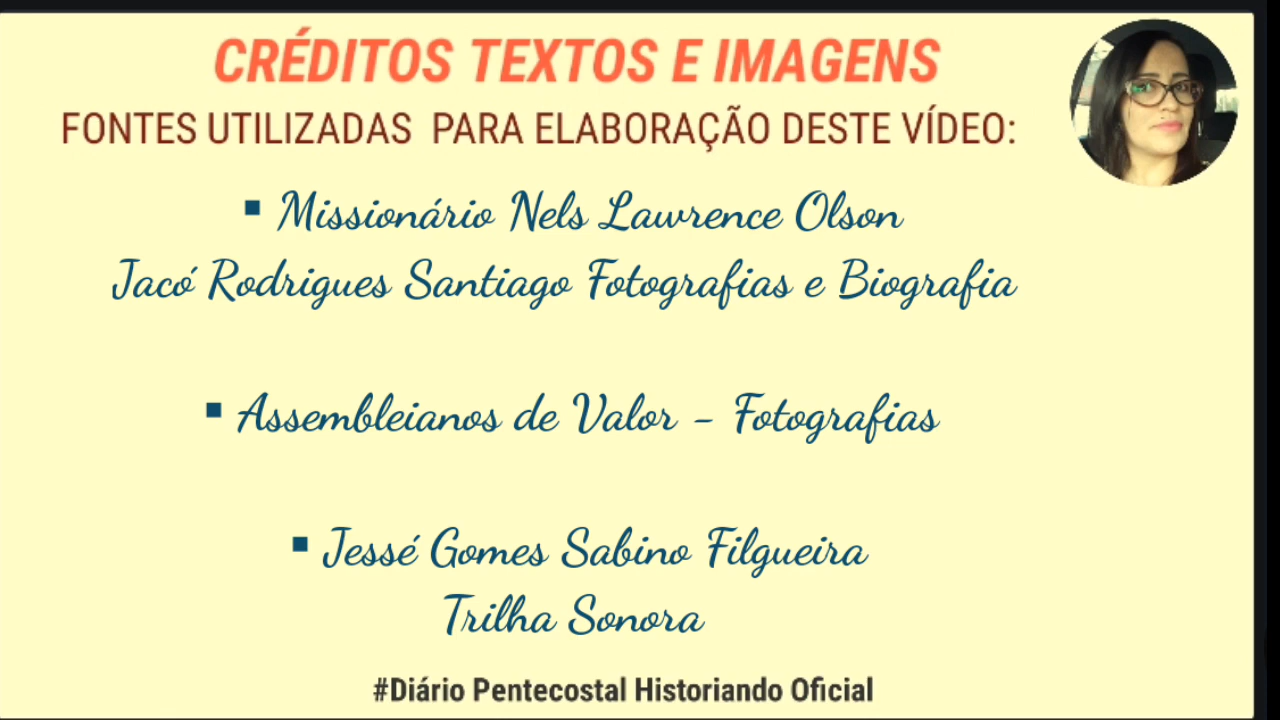 CRÉDITOS TEXTOS E IMAGENS
FONTES UTILIZADAS PARA ELABORAÇÃO DESTE VÍDEO:
▪ Missionário Nels Lawrence Olson
Jacó Rodrigues Santiago Fotografias e Biografia
▪ Assembleianos de Valor - Fotografias
▪ Jessé Gomes Sabino Filgueira
Trilha Sonora
#Diário Pentecostal Historiando Oficial